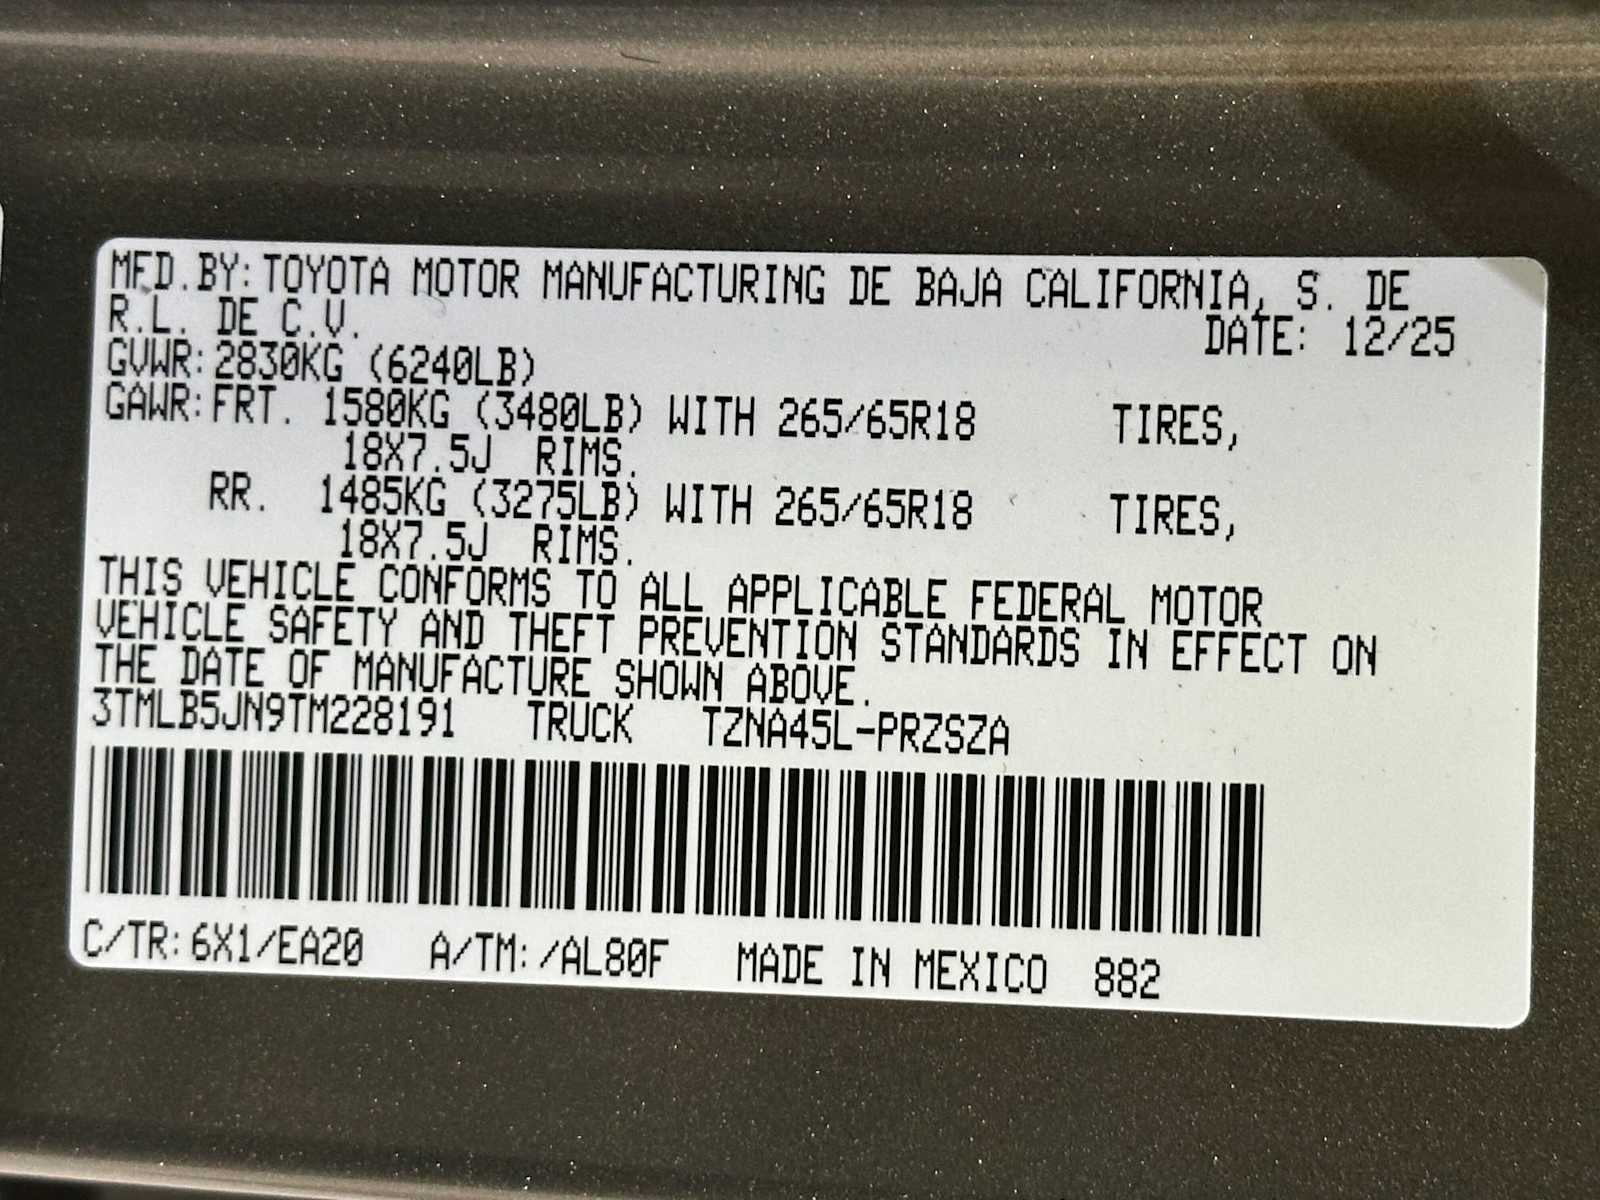 MFD.BY:TOYOTA MOTOR MANUFACTURING DE BAJA CALIFORNIA, S. DE
R.L. DE C.V.
DATE: 12/25
GVWR:2830KG (6240LB)
GAWR:FRT. 1580KG (3480LB) WITH 265/65R18 TIRES,
18X7.5J RIMS.
RR. 1485KG (3275LB) WITH 265/65R18 TIRES,
18X7.5J RIMS.
THIS VEHICLE CONFORMS TO ALL APPLICABLE FEDERAL MOTOR
VEHICLE SAFETY AND THEFT PREVENTION STANDARDS IN EFFECT ON
THE DATE OF MANUFACTURE SHOWN ABOVE.
3TMLB5JN9TM228191 TRUCK TZNA45L-PRZSZA
C/TR:6X1/EA20 A/TM:/AL80F MADE IN MEXICO 882